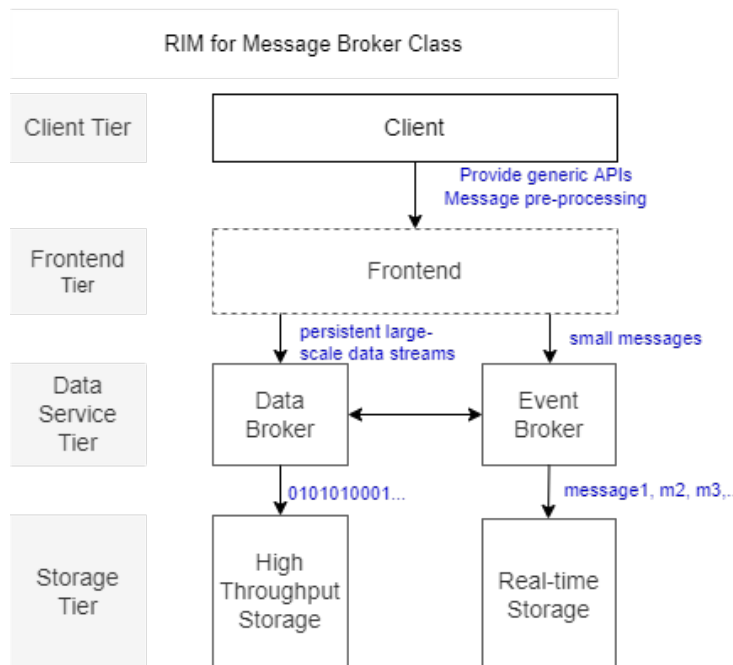 RIM for Message Broker Class
Client Tier
Client
Provide generic APIs
Message pre-processing
Frontend
Tier
Frontend
persistent large-
scale data streams
small messages
Data
Service
Tier
Data
Broker
Event
Broker
0101010001...
message1, m2, m3,..
Storage
Tier
High
Throughput
Storage
Real-time
Storage